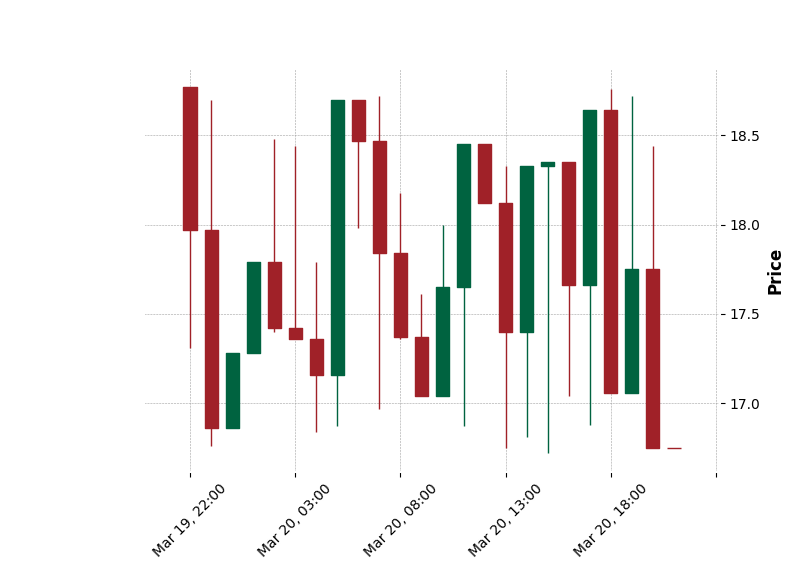 18.5
18.0
17.5
17.0
Price
Mar 19, 22:00
Mar 20, 03:00
Mar 20, 08:00
Mar 20, 13:00
Mar 20, 18:00